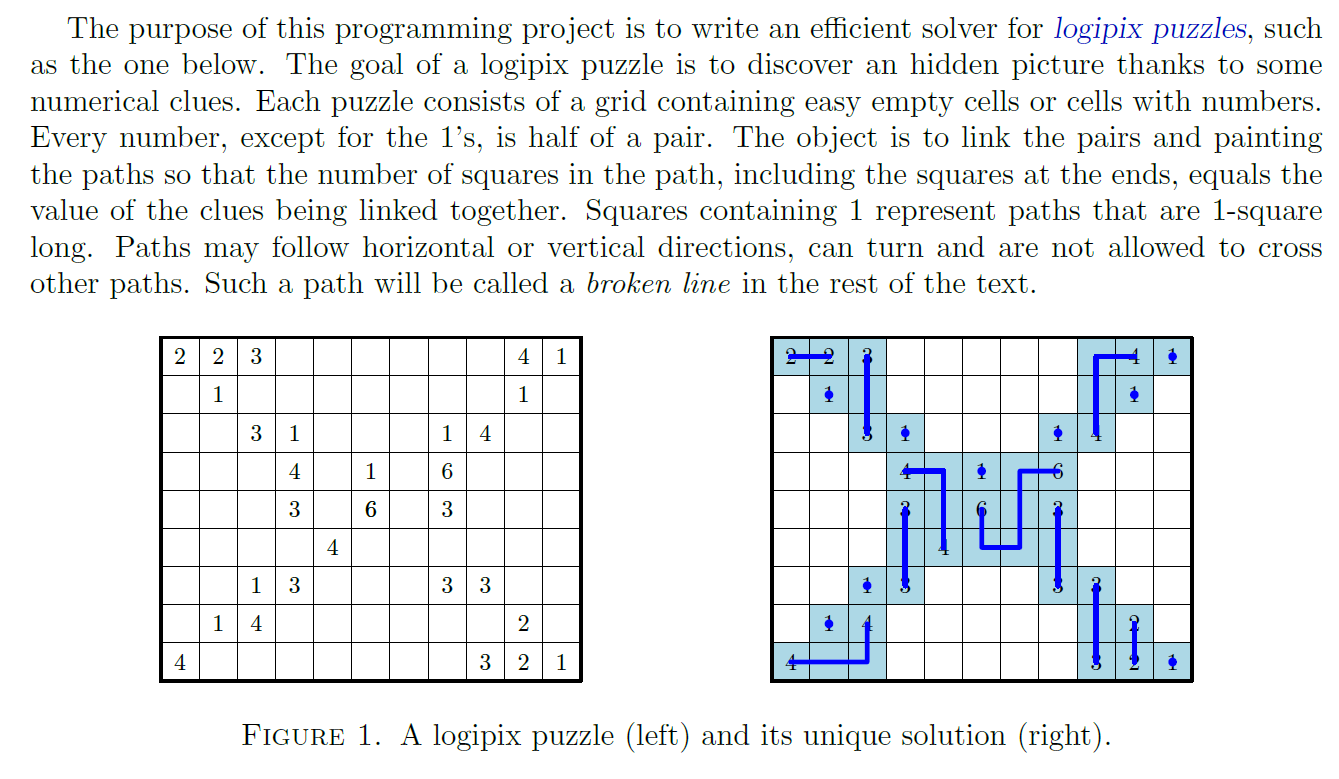 The purpose of this programming project is to write an efficient solver for logipix puzzles, such
as the one below. The goal of a logipix puzzle is to discover an hidden picture thanks to some
numerical clues. Each puzzle consists of a grid containing easy empty cells or cells with numbers.
Every number, except for the 1's, is half of a pair. The object is to link the pairs and painting
the paths so that the number of squares in the path, including the squares at the ends, equals the
value of the clues being linked together. Squares containing 1 represent paths that are 1-square
long. Paths may follow horizontal or vertical directions, can turn and are not allowed to cross
other paths. Such a path will be called a broken line in the rest of the text.
2 2 3 4 1
1 1
3 1 1 4
4 1 6
3 6 3
4
1 3 3 3
1 4 2
4 3 2 1
2 2 3 4 1
1 1
3 1 1 4
4 1 6
3 6 3
4
1 3 3 3
1 4 2
4 3 2 1
FIGURE 1. A logipix puzzle (left) and its unique solution (right).